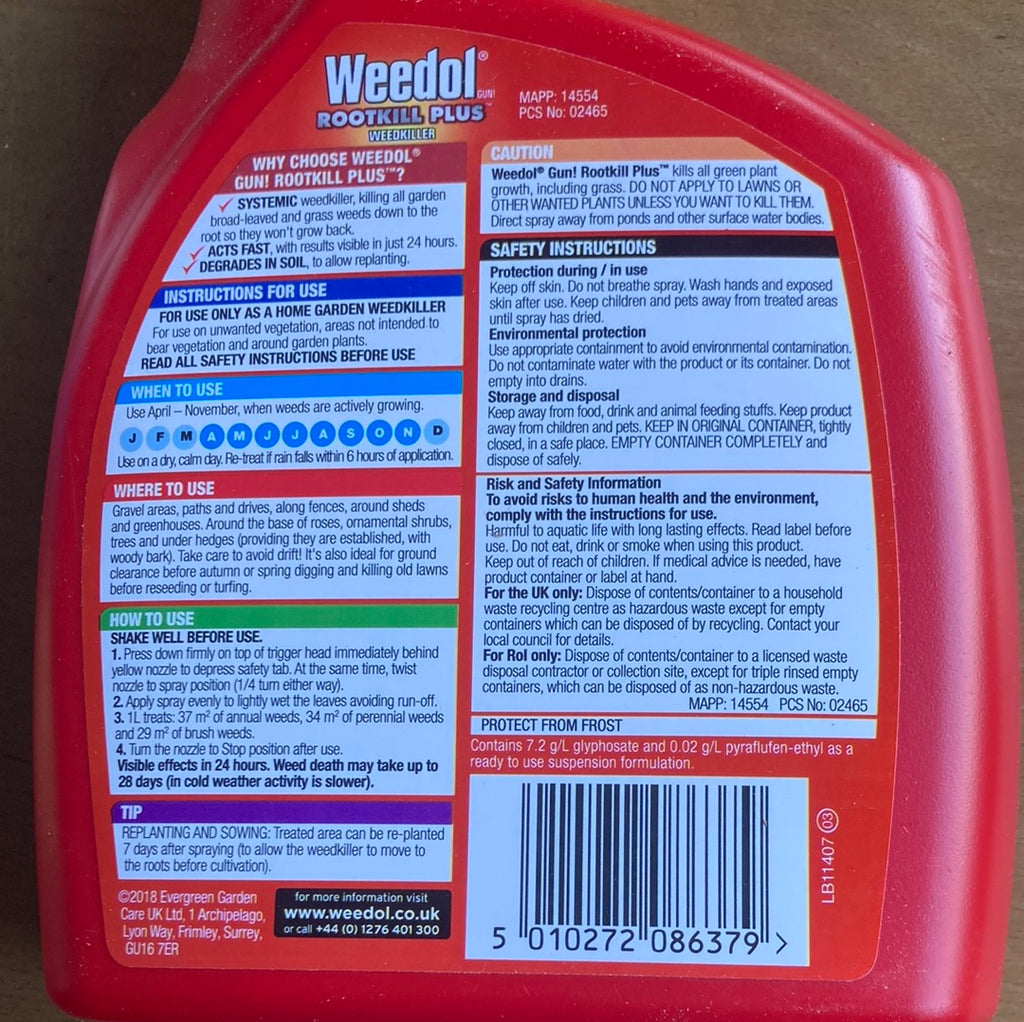 Weedol®
GUN!
ROOTKILL PLUS™
WEEDKILLER
MAPP: 14554
PCS No: 02465
WHY CHOOSE WEEDOL®
GUN! ROOTKILL PLUS™?
SYSTEMIC weedkiller, killing all garden
broad-leaved and grass weeds down to the
root so they won't grow back.
ACTS FAST, with results visible in just 24 hours.
DEGRADES IN SOIL, to allow replanting.
INSTRUCTIONS FOR USE
FOR USE ONLY AS A HOME GARDEN WEEDKILLER
For use on unwanted vegetation, areas not intended to
bear vegetation and around garden plants.
READ ALL SAFETY INSTRUCTIONS BEFORE USE
WHEN TO USE
Use April – November, when weeds are actively growing.
J F M A M J J A S O N D
Use on a dry, calm day. Re-treat if rain falls within 6 hours of application.
WHERE TO USE
Gravel areas, paths and drives, along fences, around sheds
and greenhouses. Around the base of roses, ornamental shrubs,
trees and under hedges (providing they are established, with
woody bark). Take care to avoid drift! It's also ideal for ground
clearance before autumn or spring digging and killing old lawns
before reseeding or turfing.
HOW TO USE
SHAKE WELL BEFORE USE.
1. Press down firmly on top of trigger head immediately behind
yellow nozzle to depress safety tab. At the same time, twist
nozzle to spray position (1/4 turn either way).
2. Apply spray evenly to lightly wet the leaves avoiding run-off.
3. 1L treats: 37 m² of annual weeds, 34 m² of perennial weeds
and 29 m² of brush weeds.
4. Turn the nozzle to Stop position after use.
Visible effects in 24 hours. Weed death may take up to
28 days (in cold weather activity is slower).
TIP
REPLANTING AND SOWING: Treated area can be re-planted
7 days after spraying (to allow the weedkiller to move to
the roots before cultivation).
©2018 Evergreen Garden
Care UK Ltd, 1 Archipelago,
Lyon Way, Frimley, Surrey,
GU16 7ER
for more information visit
www.weedol.co.uk
or call +44 (0) 1276 401 300
CAUTION
Weedol® Gun! Rootkill Plus™ kills all green plant
growth, including grass. DO NOT APPLY TO LAWNS OR
OTHER WANTED PLANTS UNLESS YOU WANT TO KILL THEM.
Direct spray away from ponds and other surface water bodies.
SAFETY INSTRUCTIONS
Protection during / in use
Keep off skin. Do not breathe spray. Wash hands and exposed
skin after use. Keep children and pets away from treated areas
until spray has dried.
Environmental protection
Use appropriate containment to avoid environmental contamination.
Do not contaminate water with the product or its container. Do not
empty into drains.
Storage and disposal
Keep away from food, drink and animal feeding stuffs. Keep product
away from children and pets. KEEP IN ORIGINAL CONTAINER, tightly
closed, in a safe place. EMPTY CONTAINER COMPLETELY and
dispose of safely.
Risk and Safety Information
To avoid risks to human health and the environment,
comply with the instructions for use.
Harmful to aquatic life with long lasting effects. Read label before
use. Do not eat, drink or smoke when using this product.
Keep out of reach of children. If medical advice is needed, have
product container or label at hand.
For the UK only: Dispose of contents/container to a household
waste recycling centre as hazardous waste except for empty
containers which can be disposed of by recycling. Contact your
local council for details.
For RoI only: Dispose of contents/container to a licensed waste
disposal contractor or collection site, except for triple rinsed empty
containers, which can be disposed of as non-hazardous waste.
MAPP: 14554 PCS No: 02465
PROTECT FROM FROST
Contains 7.2 g/L glyphosate and 0.02 g/L pyraflufen-ethyl as a
ready to use suspension formulation.
5 010272 086379 >
LB11407 03